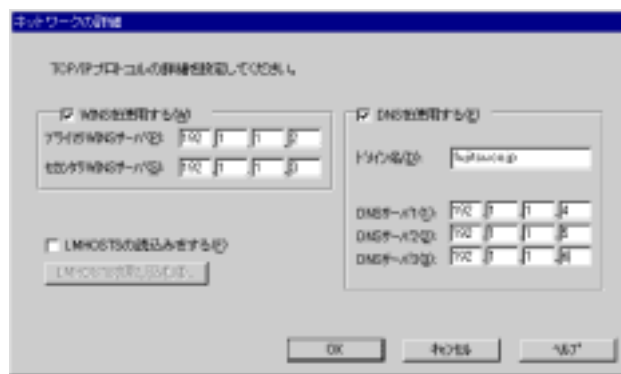 ネットワークの詳細
TCP/IPプロトコルの詳細を設定してください。
WINSを使用する(W)
プライマリWINSサーバ(P): 192 .1 .1 .2
セカンダリWINSサーバ(S): 192 .1 .1 .3
LMHOSTSの読込みをする(F)
DNSを使用する(E)
ドメイン名(D): fujitsu.co.jp
DNSサーバ1(1): 192 .1 .1 .4
DNSサーバ2(2): 192 .1 .1 .5
DNSサーバ3(3): 192 .1 .1 .6
OK
キャンセル
ヘルプ